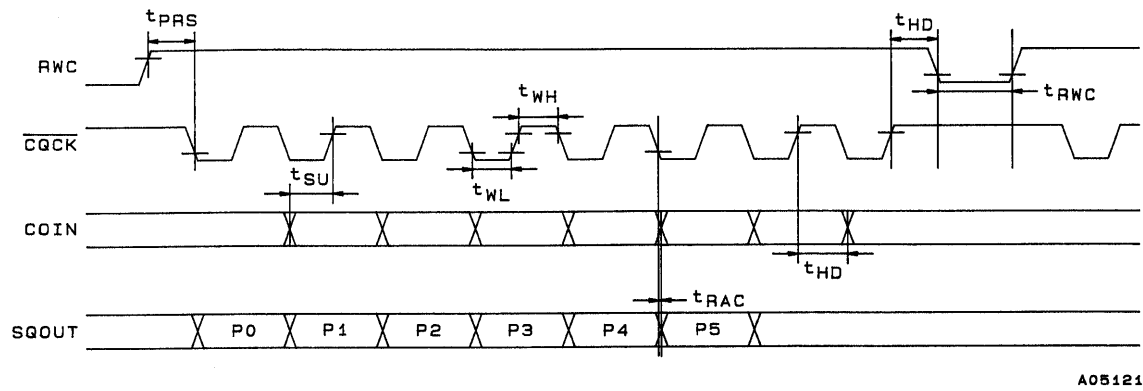 tPRS
tHD
RWC
tRWC
tWH
CQCK
tSU
tWL
COIN
tHD
tRAC
SQOUT P0 P1 P2 P3 P4 P5
A05121